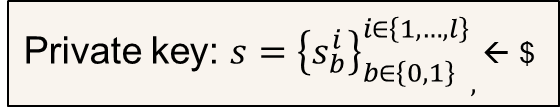 Private key: s = {s_b^i}_{b∈{0,1}}^{i∈{1,…,l}} , ← $